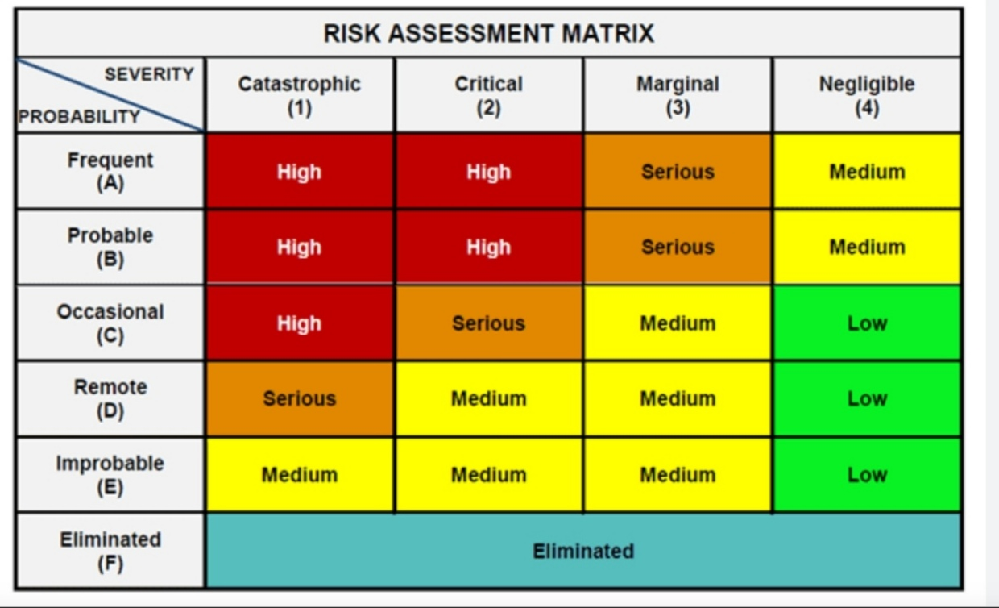 RISK ASSESSMENT MATRIX
SEVERITY
PROBABILITY
Catastrophic
(1)
Critical
(2)
Marginal
(3)
Negligible
(4)
Frequent
(A)
High
High
Serious
Medium
Probable
(B)
High
High
Serious
Medium
Occasional
(C)
High
Serious
Medium
Low
Remote
(D)
Serious
Medium
Medium
Low
Improbable
(E)
Medium
Medium
Medium
Low
Eliminated
(F)
Eliminated